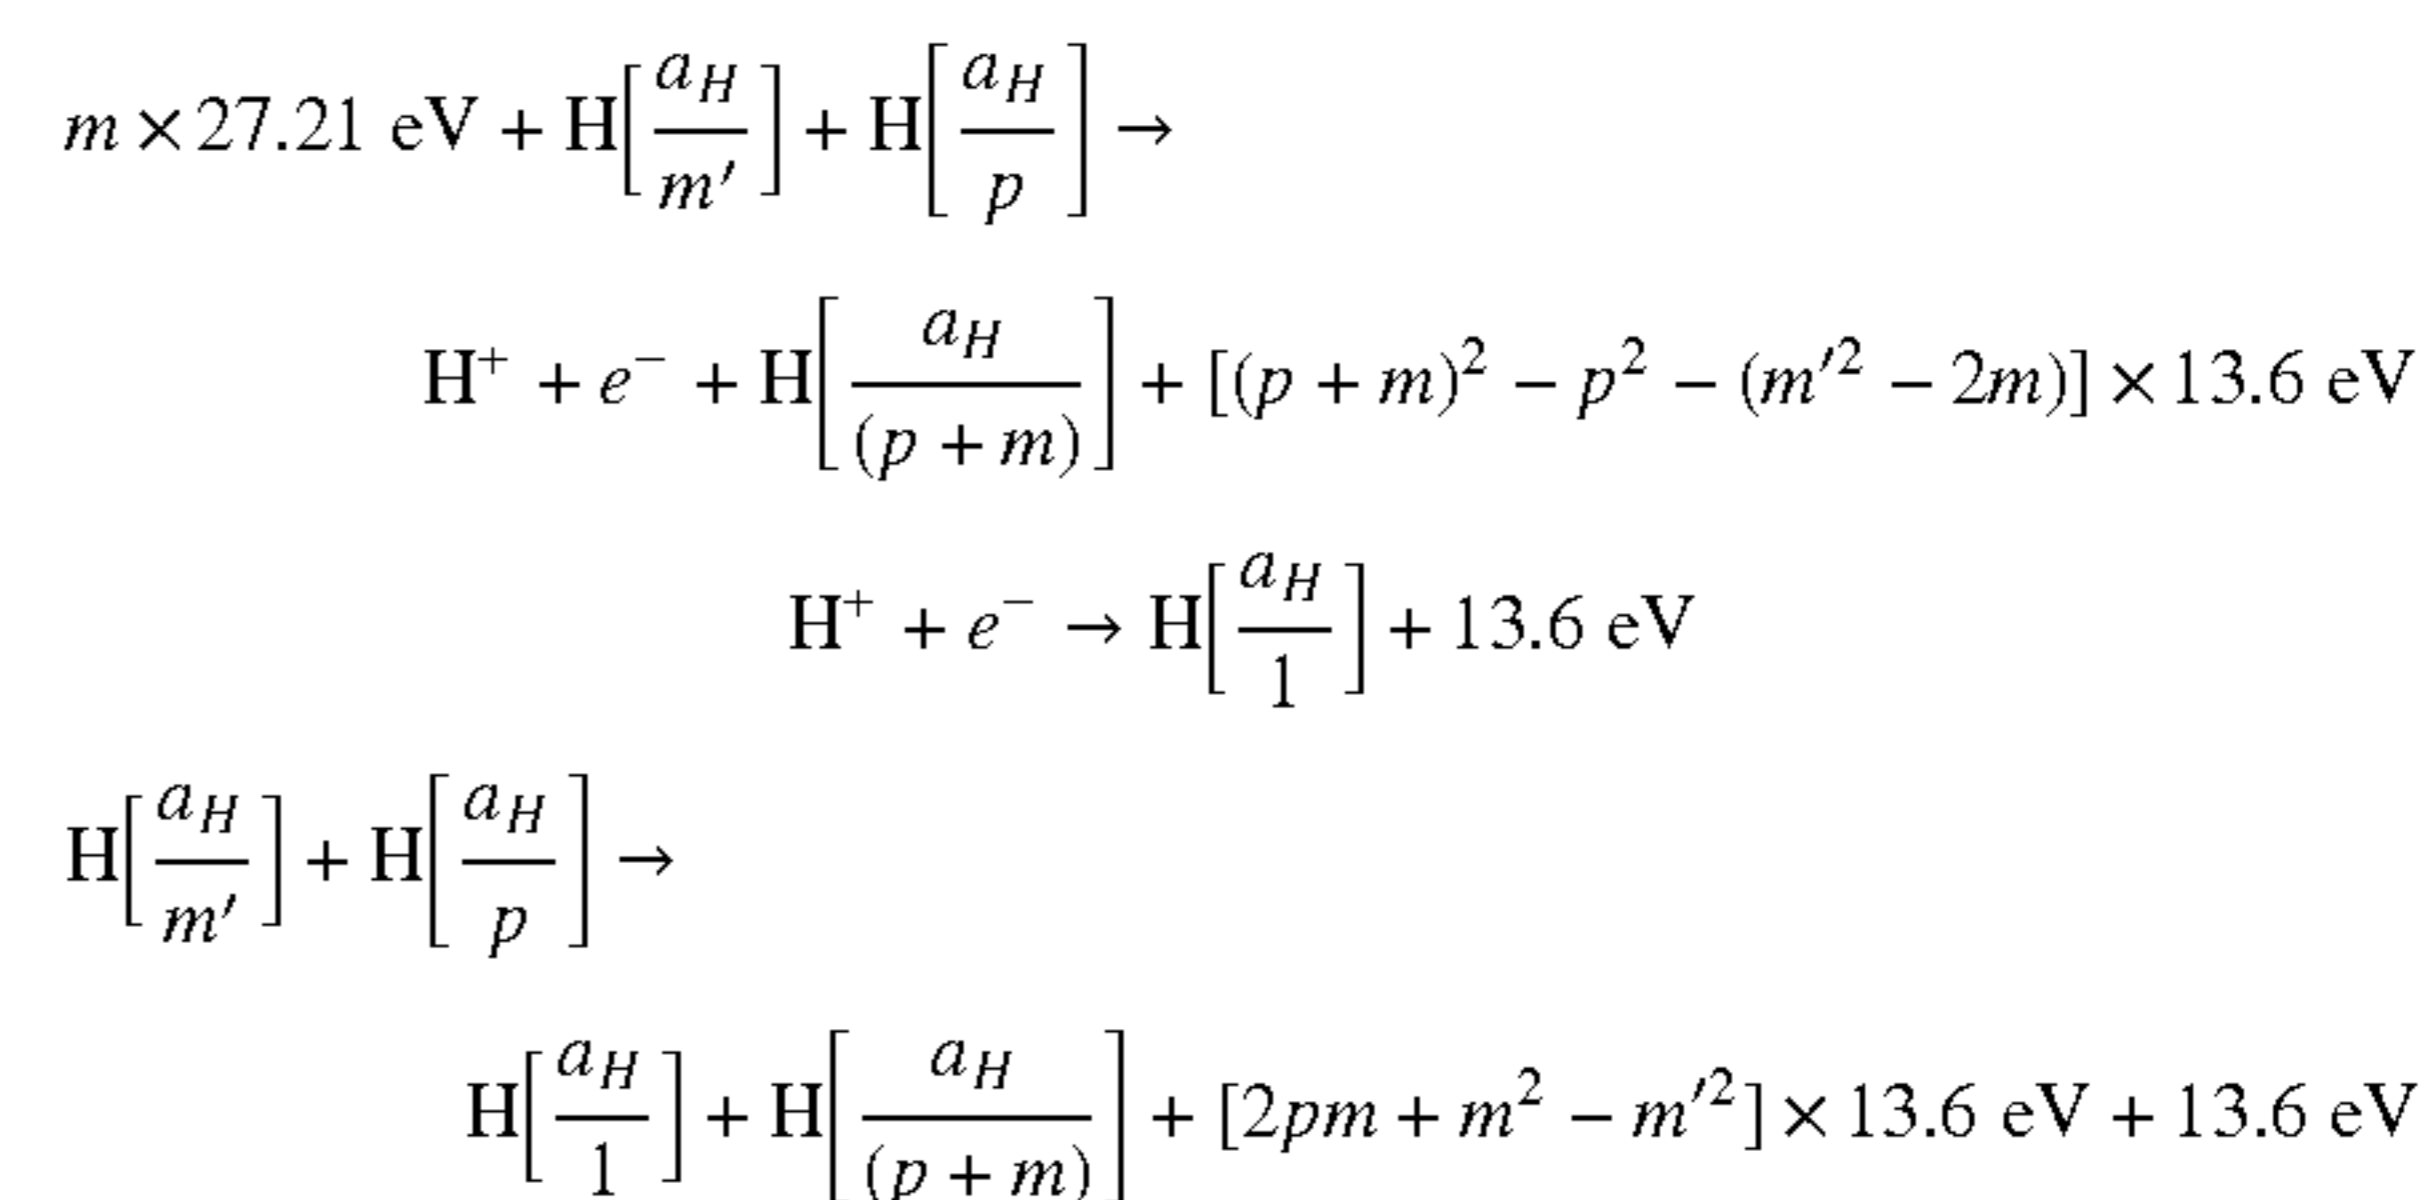 m × 27.21 eV + H[a_H/m′] + H[a_H/p] →
H⁺ + e⁻ + H[a_H/(p + m)] + [(p + m)² − p² − (m′² − 2m)] × 13.6 eV
H⁺ + e⁻ → H[a_H/1] + 13.6 eV
H[a_H/m′] + H[a_H/p] →
H[a_H/1] + H[a_H/(p + m)] + [2pm + m² − m′²] × 13.6 eV + 13.6 eV